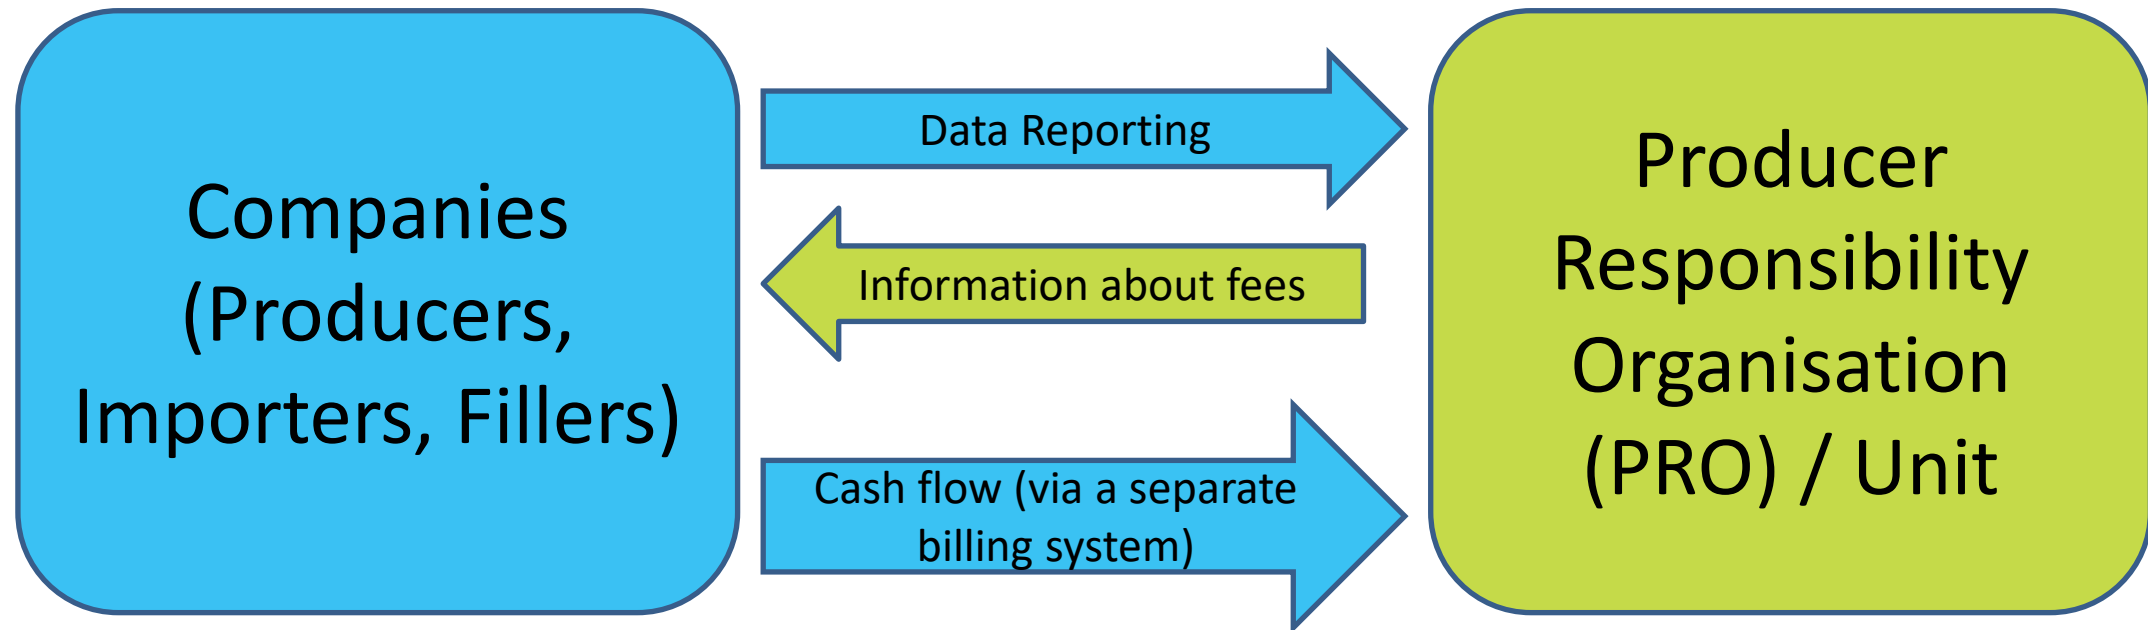 Companies
(Producers,
Importers, Fillers)
Data Reporting
Information about fees
Cash flow (via a separate
billing system)
Producer
Responsibility
Organisation
(PRO) / Unit